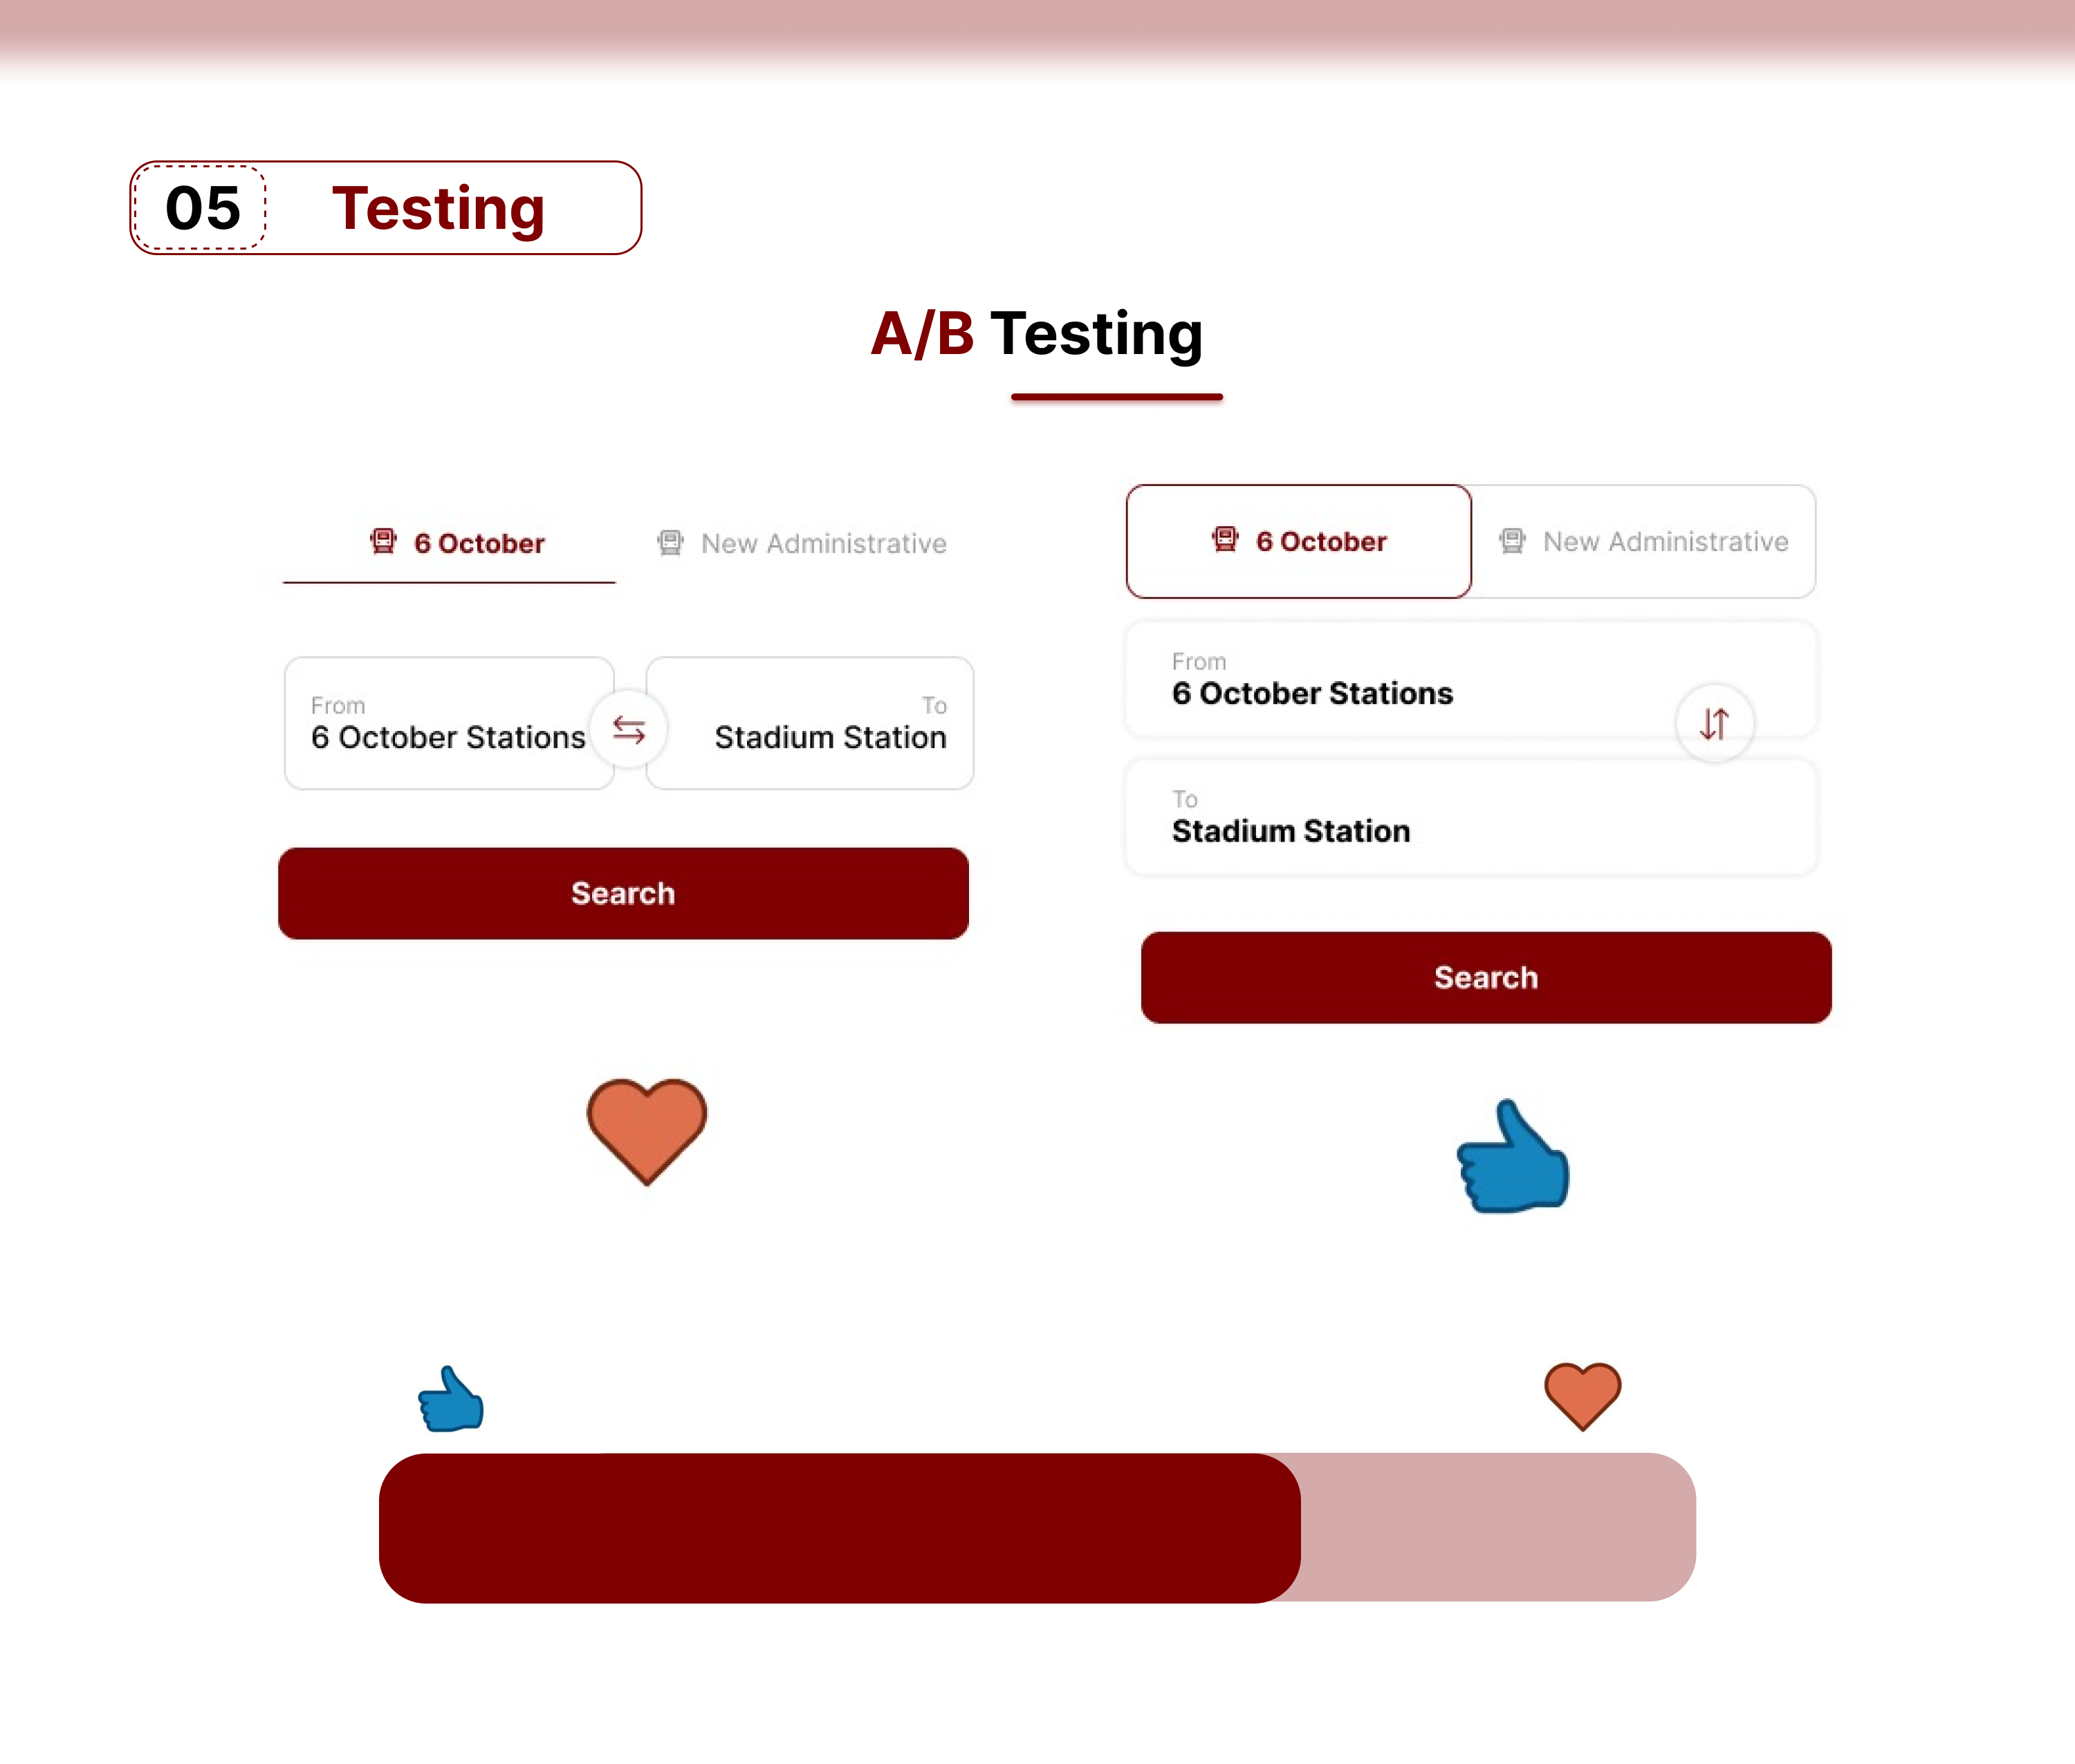 05 Testing
A/B Testing
6 October
New Administrative
From
6 October Stations
To
Stadium Station
Search
6 October
New Administrative
From
6 October Stations
To
Stadium Station
Search